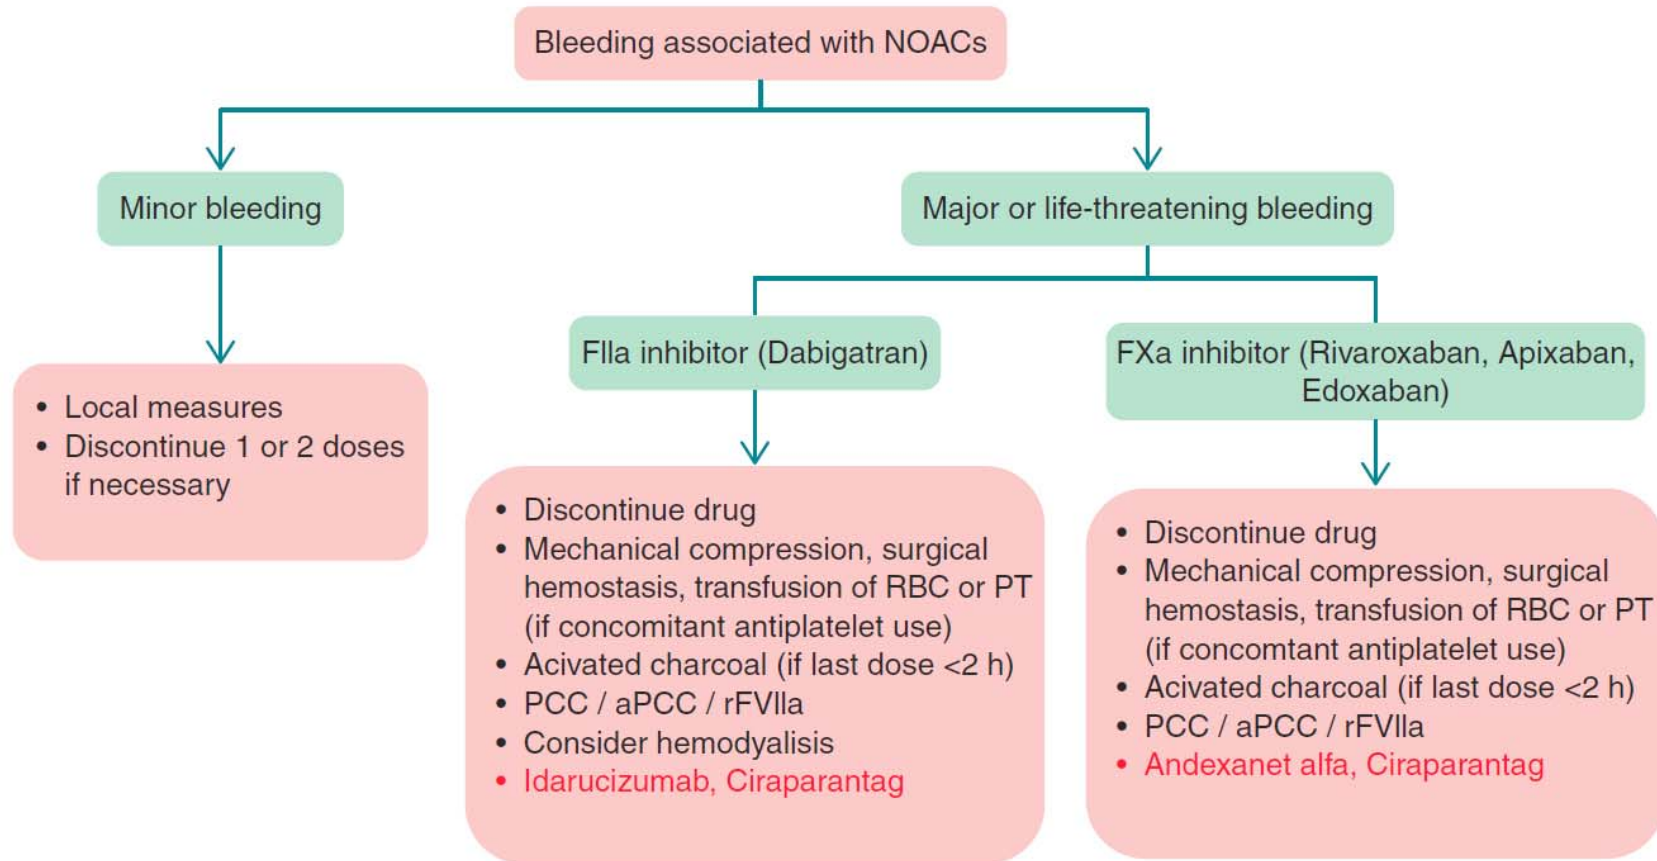 Bleeding associated with NOACs
Minor bleeding
Major or life-threatening bleeding
FIIa inhibitor (Dabigatran)
FXa inhibitor (Rivaroxaban, Apixaban,
Edoxaban)
• Local measures
• Discontinue 1 or 2 doses
if necessary
• Discontinue drug
• Mechanical compression, surgical
hemostasis, transfusion of RBC or PT
(if concomitant antiplatelet use)
• Acivated charcoal (if last dose <2 h)
• PCC / aPCC / rFVIIa
• Consider hemodyalisis
• Idarucizumab, Ciraparantag
• Discontinue drug
• Mechanical compression, surgical
hemostasis, transfusion of RBC or PT
(if concomtant antiplatelet use)
• Acivated charcoal (if last dose <2 h)
• PCC / aPCC / rFVIIa
• Andexanet alfa, Ciraparantag